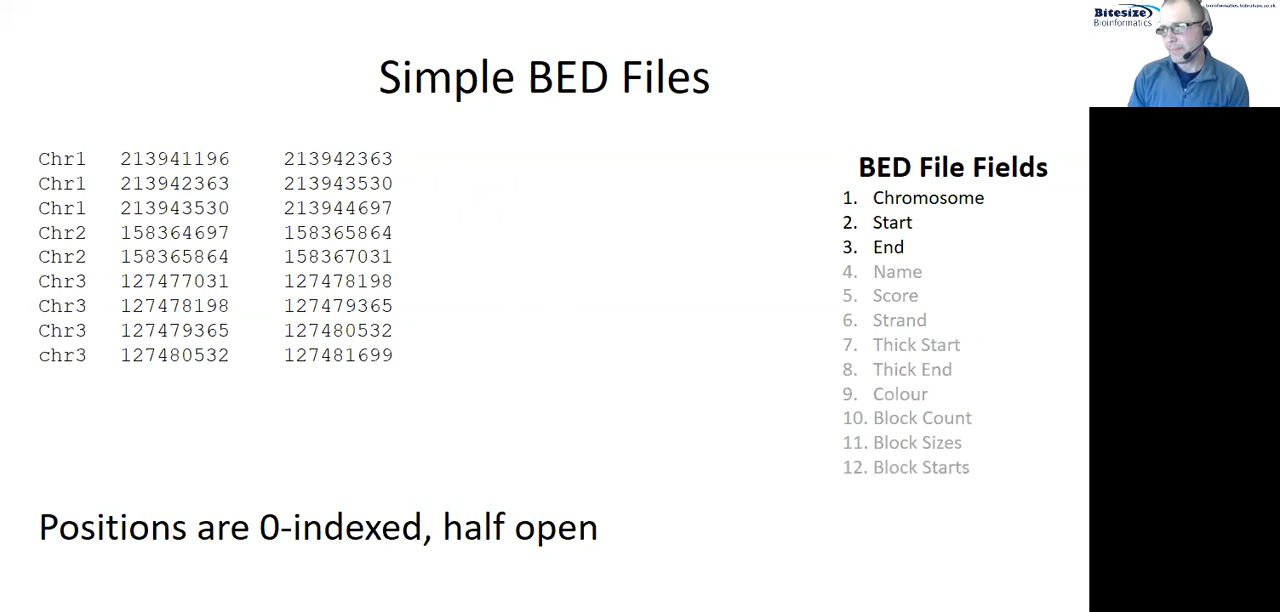 Bitesize
Bioinformatics
Simple BED Files
Chr1 213941196 213942363
Chr1 213942363 213943530
Chr1 213943530 213944697
Chr2 158364697 158365864
Chr2 158365864 158367031
Chr3 127477031 127478198
Chr3 127478198 127479365
Chr3 127479365 127480532
chr3 127480532 127481699
BED File Fields
1. Chromosome
2. Start
3. End
4. Name
5. Score
6. Strand
7. Thick Start
8. Thick End
9. Colour
10. Block Count
11. Block Sizes
12. Block Starts
Positions are 0-indexed, half open